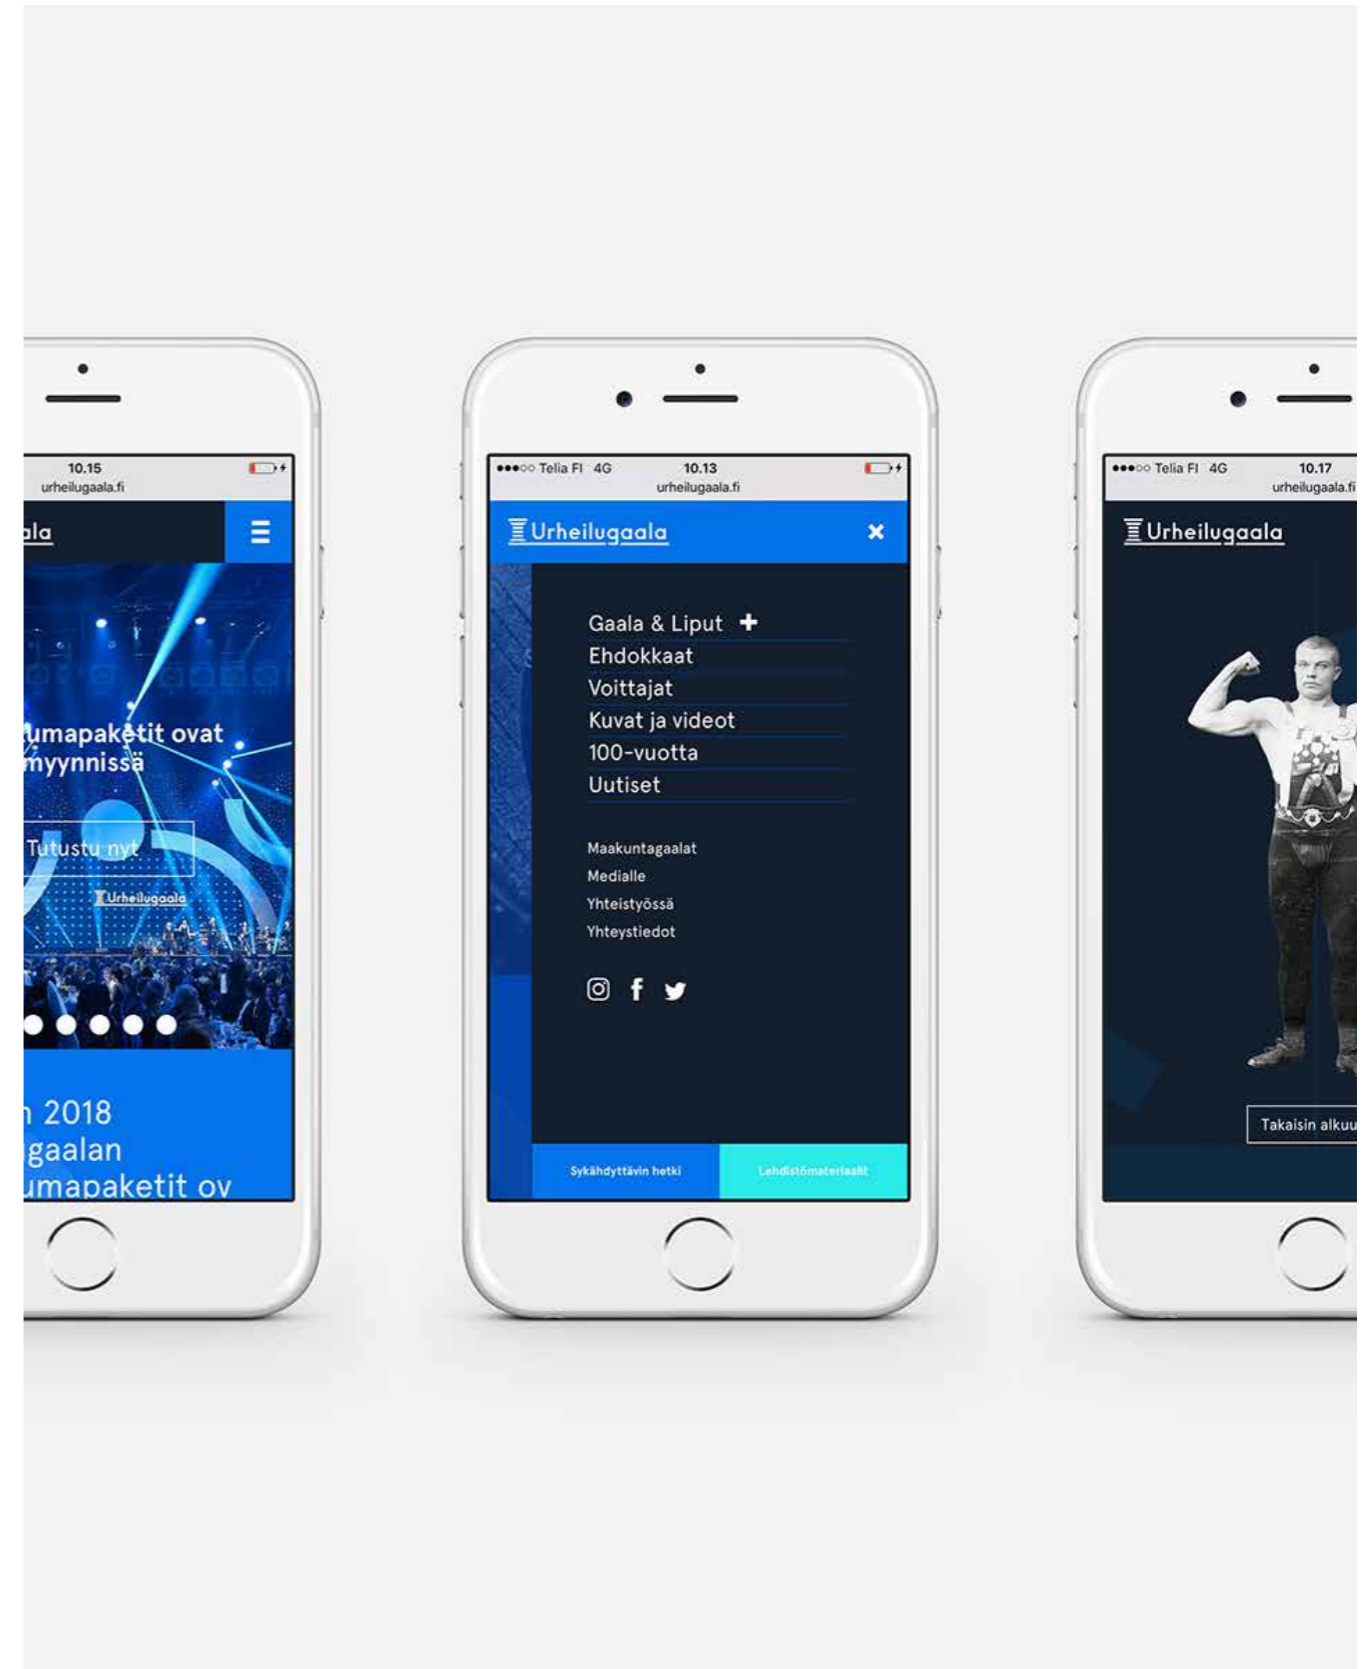 10.15
urheilugaala.fi
ala
umapaketit ovat
myynnissä
Tutustu nyt
Urheilugaala
n 2018
gaalan
umapaketit ov
Telia FI 4G 10.13
urheilugaala.fi
Urheilugaala
Gaala & Liput +
Ehdokkaat
Voittajat
Kuvat ja videot
100-vuotta
Uutiset
Maakuntagaalat
Medialle
Yhteistyössä
Yhteystiedot
Sykähdyttävin hetki
Lehdistömateriaalit
Telia FI 4G 10.17
urheilugaala.fi
Urheilugaala
Takaisin alkuu